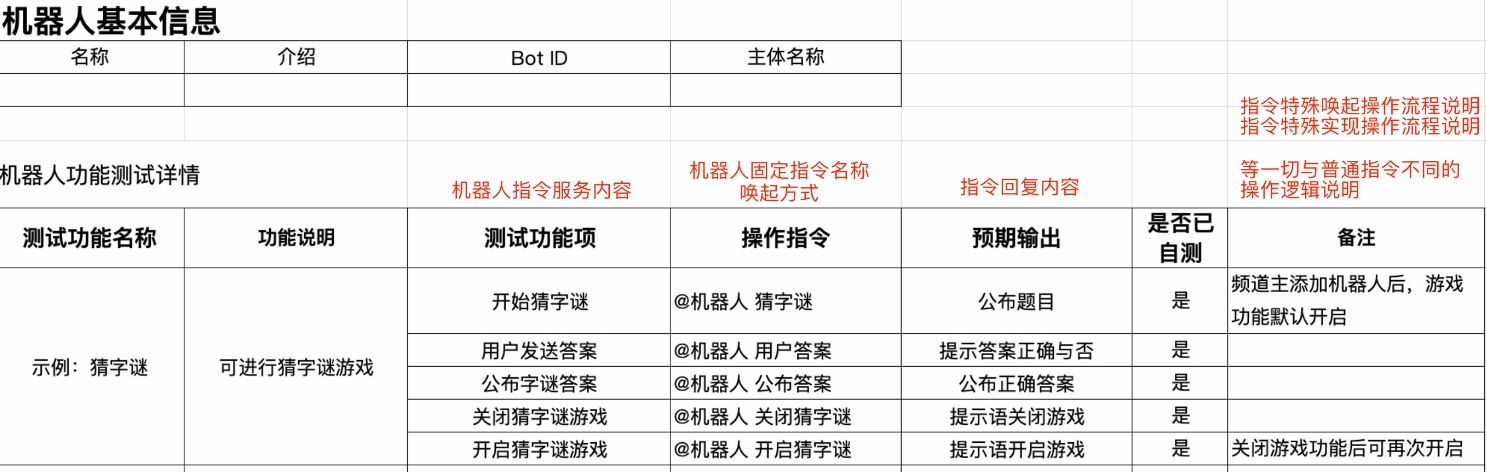 机器人基本信息
名称 介绍 Bot ID 主体名称
指令特殊唤起操作流程说明
指令特殊实现操作流程说明
等一切与普通指令不同的
操作逻辑说明
机器人功能测试详情
机器人指令服务内容
机器人固定指令名称
唤起方式
指令回复内容
测试功能名称 功能说明 测试功能项 操作指令 预期输出 是否已
自测 备注
示例：猜字谜 可进行猜字谜游戏
开始猜字谜 @机器人 猜字谜 公布题目 是 频道主添加机器人后，游戏
功能默认开启
用户发送答案 @机器人 用户答案 提示答案正确与否 是
公布字谜答案 @机器人 公布答案 公布正确答案 是
关闭猜字谜游戏 @机器人 关闭猜字谜 提示语关闭游戏 是
开启猜字谜游戏 @机器人 开启猜字谜 提示语开启游戏 是 关闭游戏功能后可再次开启